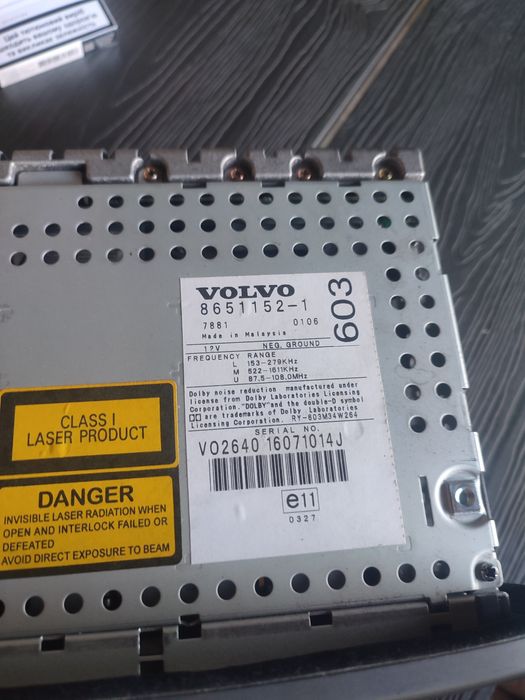 VOLVO
8651152-1
7881 0106
Made in Malaysia
603
12V NEG. GROUND
FREQUENCY RANGE
L 153-279KHz
M 522-1611KHz
U 87.5-108.0MHz
Dolby noise reduction manufactured under
license from Dolby Laboratories Licensing
Corporation. "DOLBY" and the double-D symbol
are trademarks of Dolby Laboratories
Licensing Corporation. RY-603M34W264
SERIAL NO.
VO2640 16071014J
e11
0327
CLASS I
LASER PRODUCT
DANGER
INVISIBLE LASER RADIATION WHEN
OPEN AND INTERLOCK FAILED OR
DEFEATED
AVOID DIRECT EXPOSURE TO BEAM